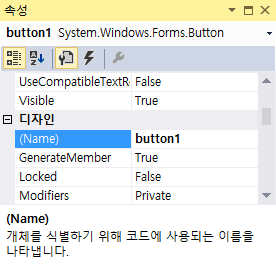 속성
button1 System.Windows.Forms.Button
UseCompatibleTextRe False
Visible True
디자인
(Name) button1
GenerateMember True
Locked False
Modifiers Private
(Name)
개체를 식별하기 위해 코드에 사용되는 이름을
나타냅니다.